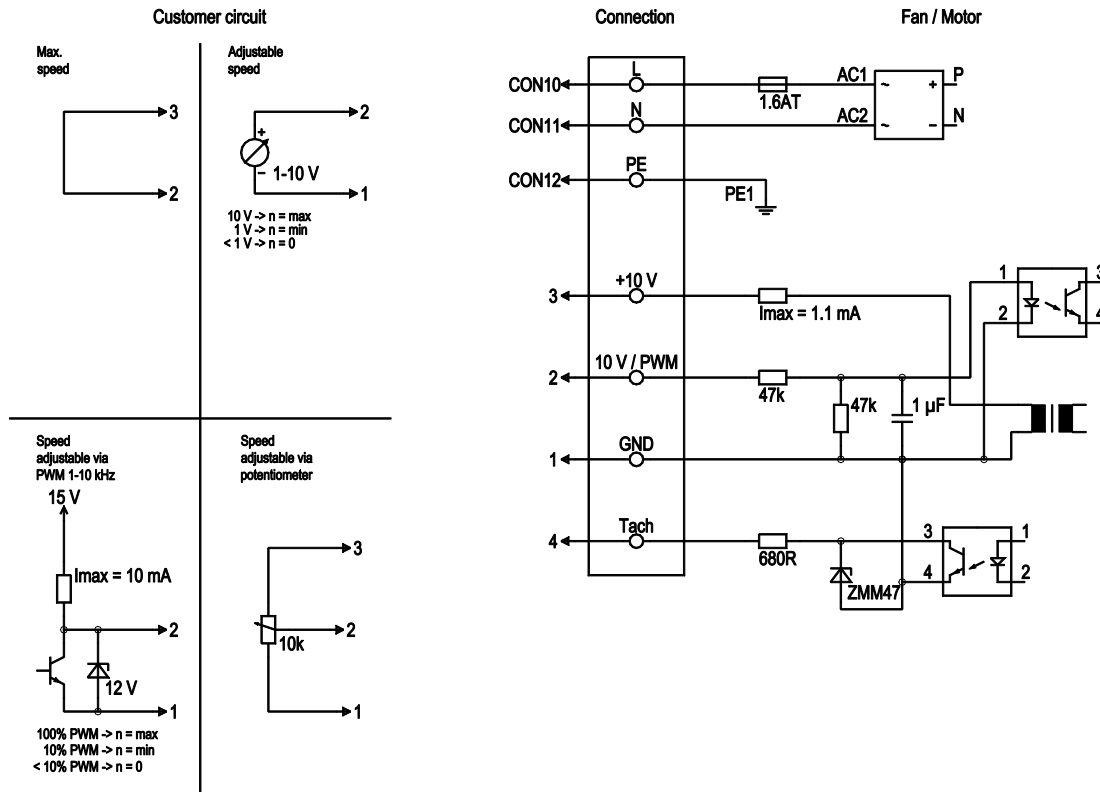 Customer circuit
Connection
Fan / Motor
Max.
speed
3
2
Adjustable
speed
2
+
1-10 V
−
1
10 V -> n = max
1 V -> n = min
< 1 V -> n = 0
Speed
adjustable via
PWM 1-10 kHz
15 V
Imax = 10 mA
2
12 V
1
100% PWM -> n = max
10% PWM -> n = min
< 10% PWM -> n = 0
Speed
adjustable via
potentiometer
3
2
10k
1
L
CON10
1.6AT
AC1
~
+
P
N
CON11
AC2
~
−
N
PE
CON12
PE1
+10 V
3
Imax = 1.1 mA
1
2
3
4
10 V / PWM
2
47k
47k
1 µF
GND
1
Tach
4
680R
ZMM47
3
4
1
2